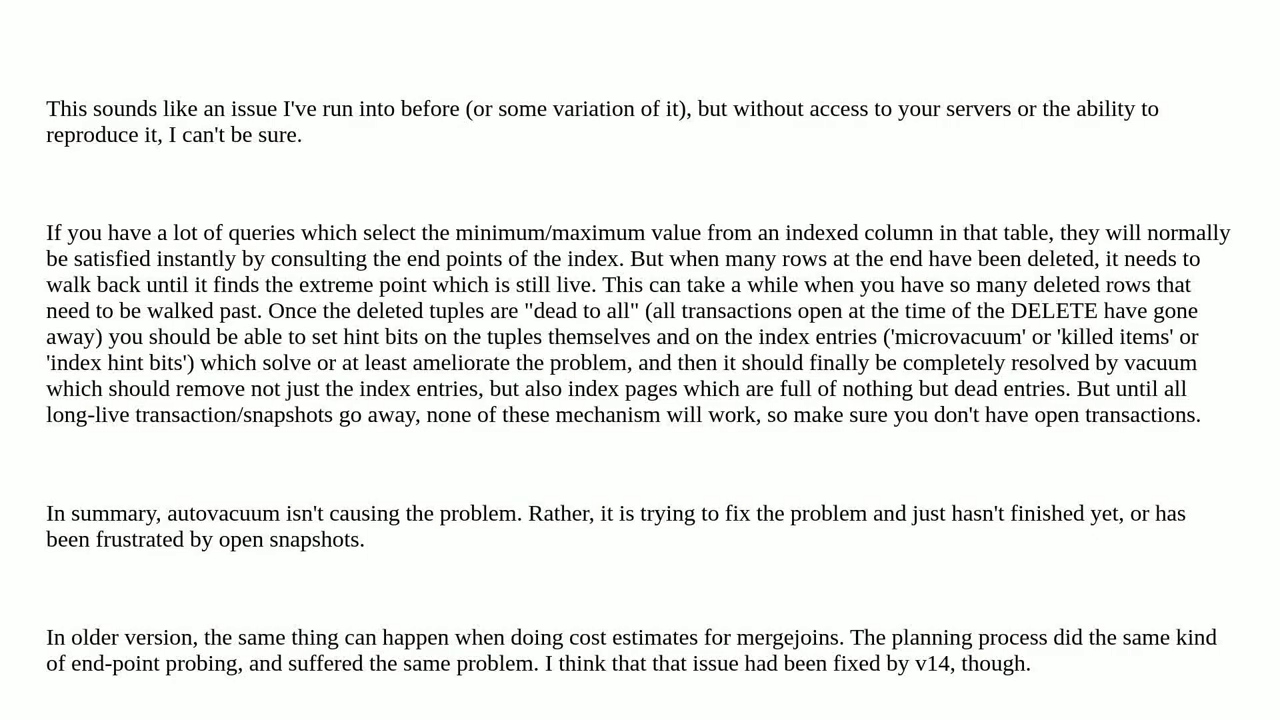 This sounds like an issue I've run into before (or some variation of it), but without access to your servers or the ability to
reproduce it, I can't be sure.
If you have a lot of queries which select the minimum/maximum value from an indexed column in that table, they will normally
be satisfied instantly by consulting the end points of the index. But when many rows at the end have been deleted, it needs to
walk back until it finds the extreme point which is still live. This can take a while when you have so many deleted rows that
need to be walked past. Once the deleted tuples are "dead to all" (all transactions open at the time of the DELETE have gone
away) you should be able to set hint bits on the tuples themselves and on the index entries ('microvacuum' or 'killed items' or
'index hint bits') which solve or at least ameliorate the problem, and then it should finally be completely resolved by vacuum
which should remove not just the index entries, but also index pages which are full of nothing but dead entries. But until all
long-live transaction/snapshots go away, none of these mechanism will work, so make sure you don't have open transactions.
In summary, autovacuum isn't causing the problem. Rather, it is trying to fix the problem and just hasn't finished yet, or has
been frustrated by open snapshots.
In older version, the same thing can happen when doing cost estimates for mergejoins. The planning process did the same kind
of end-point probing, and suffered the same problem. I think that that issue had been fixed by v14, though.